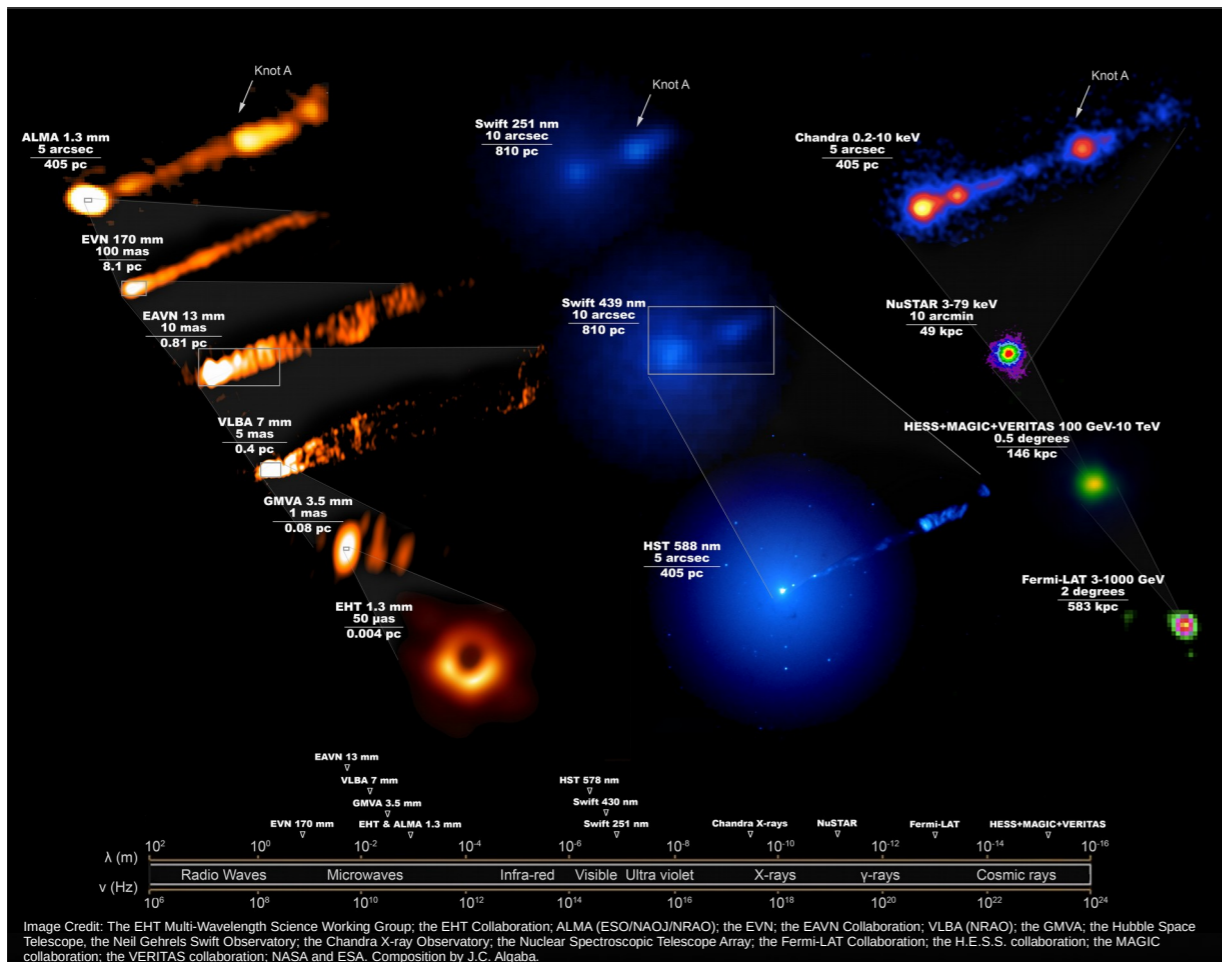 Knot A
ALMA 1.3 mm
5 arcsec
405 pc
EVN 170 mm
100 mas
8.1 pc
EAVN 13 mm
10 mas
0.81 pc
VLBA 7 mm
5 mas
0.4 pc
GMVA 3.5 mm
1 mas
0.08 pc
EHT 1.3 mm
50 μas
0.004 pc
Knot A
Swift 251 nm
10 arcsec
810 pc
Swift 439 nm
10 arcsec
810 pc
HST 588 nm
5 arcsec
405 pc
Knot A
Chandra 0.2-10 keV
5 arcsec
405 pc
NuSTAR 3-79 keV
10 arcmin
49 kpc
HESS+MAGIC+VERITAS 100 GeV-10 TeV
0.5 degrees
146 kpc
Fermi-LAT 3-1000 GeV
2 degrees
583 kpc
EAVN 13 mm
VLBA 7 mm
HST 578 nm
GMVA 3.5 mm
Swift 430 nm
EVN 170 mm EHT & ALMA 1.3 mm Swift 251 nm Chandra X-rays NuSTAR Fermi-LAT HESS+MAGIC+VERITAS
λ (m) 10² 10⁰ 10⁻² 10⁻⁴ 10⁻⁶ 10⁻⁸ 10⁻¹⁰ 10⁻¹² 10⁻¹⁴ 10⁻¹⁶
Radio Waves Microwaves Infra-red Visible Ultra violet X-rays γ-rays Cosmic rays
ν (Hz) 10⁶ 10⁸ 10¹⁰ 10¹² 10¹⁴ 10¹⁶ 10¹⁸ 10²⁰ 10²² 10²⁴
Image Credit: The EHT Multi-Wavelength Science Working Group; the EHT Collaboration; ALMA (ESO/NAOJ/NRAO); the EVN; the EAVN Collaboration; VLBA (NRAO); the GMVA; the Hubble Space
Telescope, the Neil Gehrels Swift Observatory; the Chandra X-ray Observatory; the Nuclear Spectroscopic Telescope Array; the Fermi-LAT Collaboration; the H.E.S.S. collaboration; the MAGIC
collaboration; the VERITAS collaboration; NASA and ESA. Composition by J.C. Algaba.